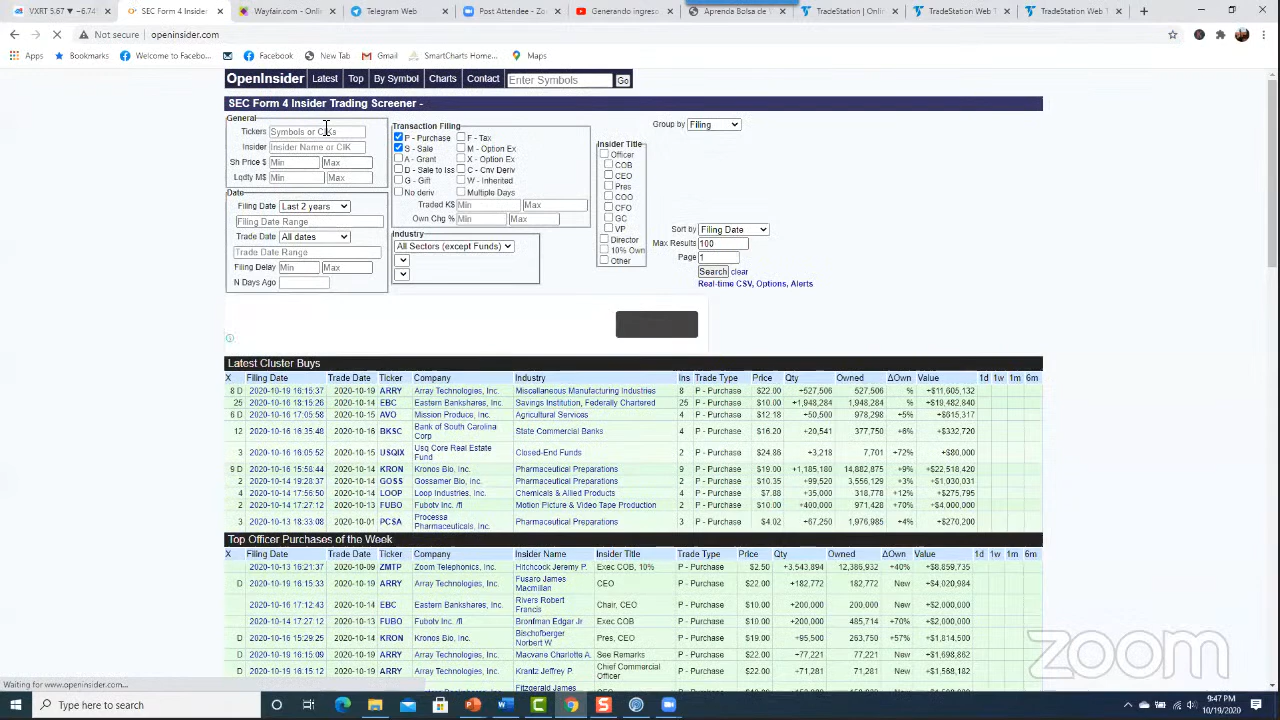 VXRT 5.67 ▼ −6.74
SEC Form 4 Insider
Wayfair.com - Onlin
Telegram Web
Post Attendee - Zoo
Generando ingreso
Aprenda Bolsa de
TradeStation | Onlin
TradeStation Web 1
TradeStation Web 1
Not secure openinsider.com
Apps Bookmarks Welcome to Facebook Facebook New Tab Gmail SmartCharts Home... Maps
OpenInsider Latest Top By Symbol Charts Contact Enter Symbols Go
SEC Form 4 Insider Trading Screener -
General
Tickers Symbols or CIKs
Insider Insider Name or CIK
Sh Price $ Min Max
Lqdty M$ Min Max
Date
Filing Date Last 2 years
Filing Date Range
Trade Date All dates
Trade Date Range
Filing Delay Min Max
N Days Ago
Transaction Filing
P - Purchase F - Tax
S - Sale M - Option Ex
A - Grant X - Option Ex
D - Sale to Iss C - Cnv Deriv
G - Gift W - Inherited
No deriv Multiple Days
Traded K$ Min Max
Own Chg % Min Max
Industry
All Sectors (except Funds)
Insider Title
Officer
COB
CEO
Pres
COO
CFO
GC
VP
Director
10% Own
Other
Group by Filing
Sort by Filing Date
Max Results 100
Page 1
Search clear
Real-time CSV, Options, Alerts
Latest Cluster Buys
X Filing Date Trade Date Ticker Company Industry Ins Trade Type Price Qty Owned ΔOwn Value 1d 1w 1m 6m
8 D 2020-10-19 16:15:37 2020-10-19 ARRY Array Technologies, Inc. Miscellaneous Manufacturing Industries 8 P - Purchase $22.00 +527,506 527,506 % +$11,605,132
25 2020-10-16 18:15:26 2020-10-14 EBC Eastern Bankshares, Inc. Savings Institution, Federally Chartered 25 P - Purchase $10.00 +1,948,284 1,948,284 % +$19,482,840
6 D 2020-10-16 17:05:58 2020-10-15 AVO Mission Produce, Inc. Agricultural Services 4 P - Purchase $12.18 +50,500 978,298 +5% +$615,317
12 2020-10-16 16:35:48 2020-10-16 BKSC Bank of South Carolina Corp State Commercial Banks 4 P - Purchase $16.20 +20,541 377,750 +6% +$332,720
3 2020-10-16 16:05:52 2020-10-15 USQIX Usq Core Real Estate Fund Closed-End Funds 2 P - Purchase $24.86 +3,218 7,701 +72% +$80,000
9 D 2020-10-16 15:58:44 2020-10-14 KRON Kronos Bio, Inc. Pharmaceutical Preparations 9 P - Purchase $19.00 +1,185,180 14,882,875 +9% +$22,518,420
2 2020-10-14 19:28:37 2020-10-14 GOSS Gossamer Bio, Inc. Pharmaceutical Preparations 2 P - Purchase $10.35 +99,520 3,556,129 +3% +$1,030,031
4 2020-10-14 17:56:50 2020-10-14 LOOP Loop Industries, Inc. Chemicals & Allied Products 4 P - Purchase $7.88 +35,000 318,778 +12% +$275,795
2 2020-10-14 17:27:12 2020-10-13 FUBO Fubotv Inc. /fl Motion Picture & Video Tape Production 2 P - Purchase $10.00 +400,000 971,428 +70% +$4,000,000
3 2020-10-13 18:33:08 2020-10-01 PCSA Processa Pharmaceuticals, Inc. Pharmaceutical Preparations 3 P - Purchase $4.02 +67,250 1,976,985 +4% +$270,200
Top Officer Purchases of the Week
X Filing Date Trade Date Ticker Company Insider Name Insider Title Trade Type Price Qty Owned ΔOwn Value 1d 1w 1m 6m
2020-10-13 16:21:37 2020-10-09 ZMTP Zoom Telephonics, Inc. Hitchcock Jeremy P. Exec COB, 10% P - Purchase $2.50 +3,543,894 12,386,932 +40% +$8,859,735
D 2020-10-19 16:15:33 2020-10-19 ARRY Array Technologies, Inc. Fusaro James Macmillan CEO P - Purchase $22.00 +182,772 182,772 New +$4,020,984
2020-10-16 17:12:43 2020-10-14 EBC Eastern Bankshares, Inc. Rivers Robert Francis Chair, CEO P - Purchase $10.00 +200,000 200,000 New +$2,000,000
2020-10-14 17:27:12 2020-10-13 FUBO Fubotv Inc. /fl Bronfman Edgar Jr Exec COB P - Purchase $10.00 +200,000 485,714 +70% +$2,000,000
D 2020-10-16 15:29:25 2020-10-14 KRON Kronos Bio, Inc. Bischofberger Norbert W Pres, CEO P - Purchase $19.00 +95,500 263,250 +57% +$1,814,500
D 2020-10-19 16:15:09 2020-10-19 ARRY Array Technologies, Inc. Macvane Charlotte A. See Remarks P - Purchase $22.00 +77,221 77,221 New +$1,698,862
D 2020-10-19 16:15:12 2020-10-19 ARRY Array Technologies, Inc. Krantz Jeffrey P. Chief Commercial Officer P - Purchase $22.00 +71,281 71,281 New +$1,568,182
Fitzgerald James
zoom
Waiting for www.openinsider.com...
Type here to search
9:47 PM
10/19/2020